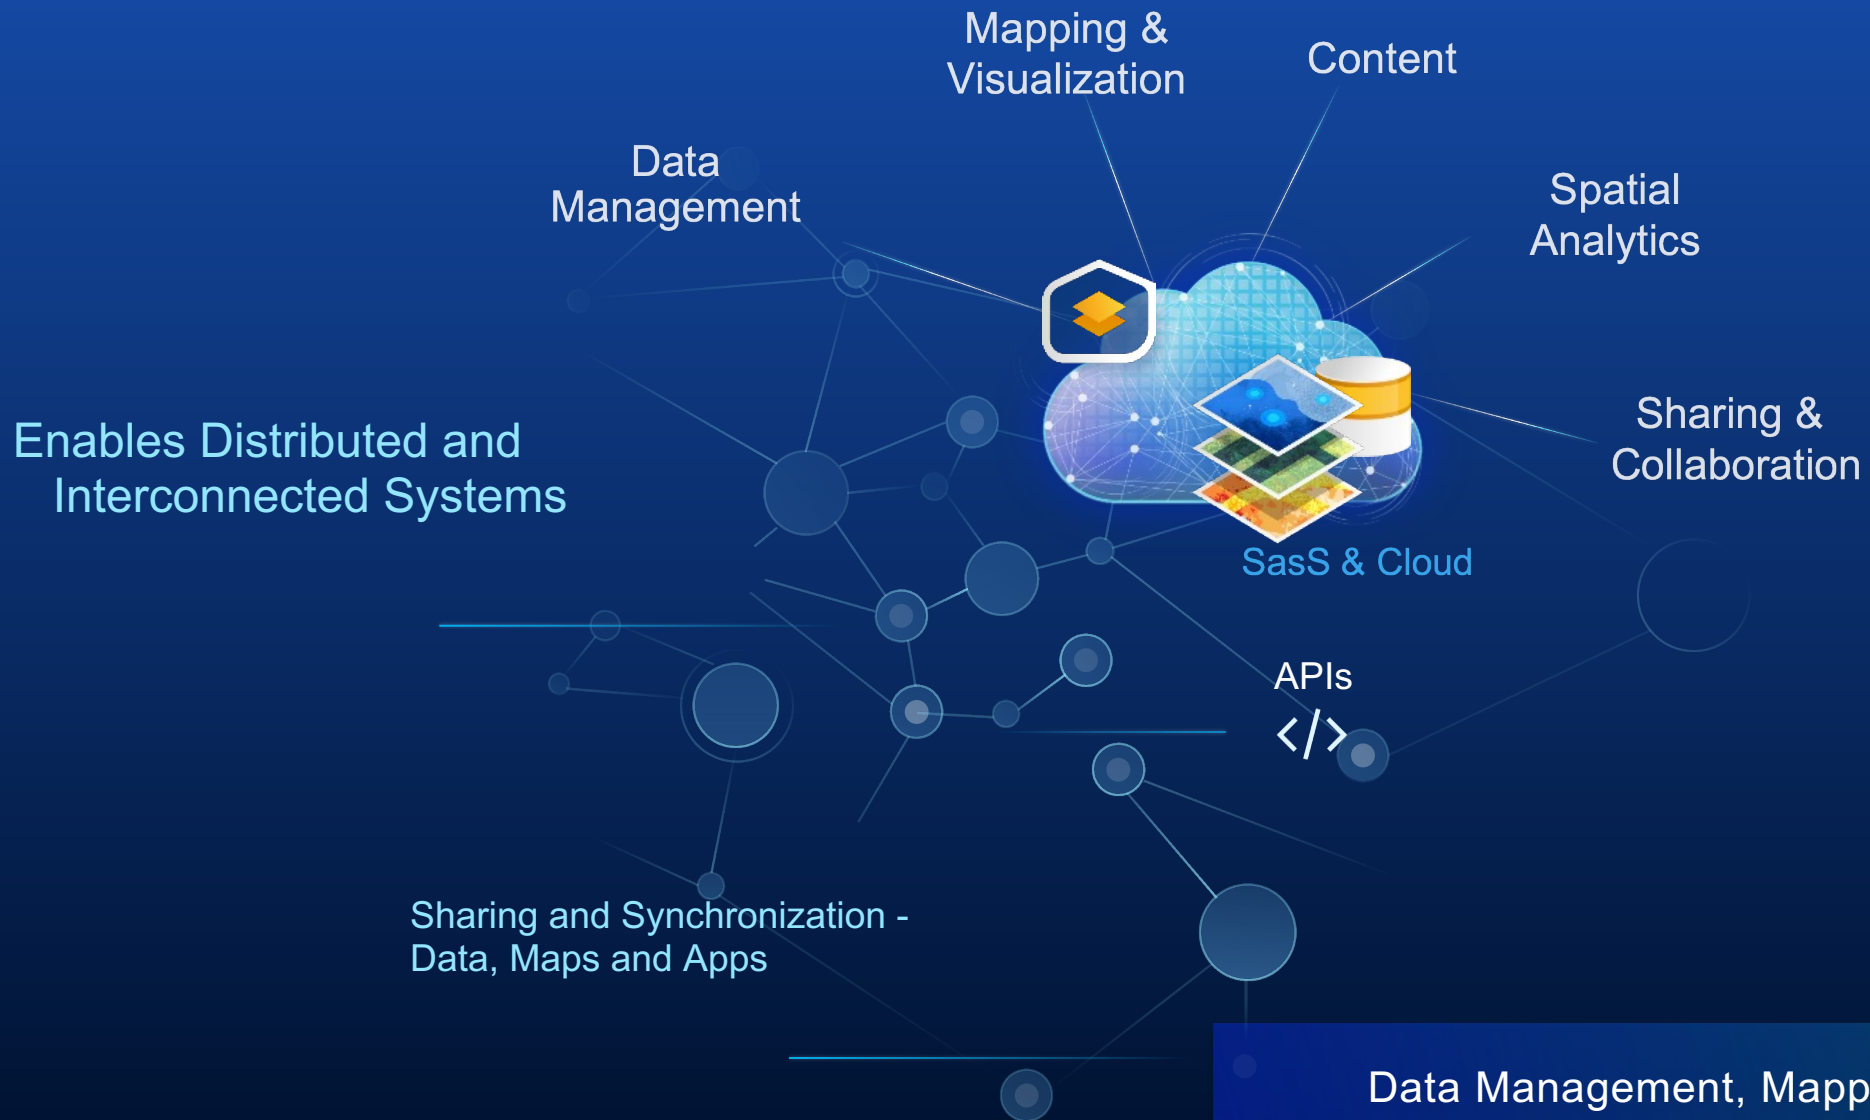 Mapping &
Visualization
Content
Data
Management
Spatial
Analytics
Sharing &
Collaboration
Enables Distributed and
Interconnected Systems
SasS & Cloud
APIs
</>
Sharing and Synchronization -
Data, Maps and Apps
Data Management, Mapp